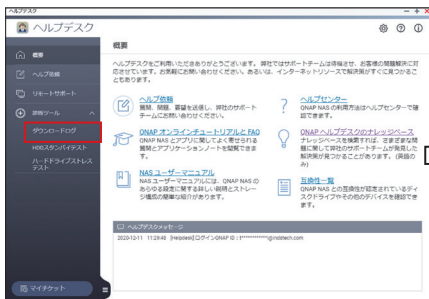 ヘルプデスク
ヘルプデスク
概要
ヘルプ依頼
リモートサポート
診断ツール
ダウンロードログ
HDDスタンバイテスト
ハードドライブストレス
テスト
マイチケット
概要
ヘルプデスクをご利用いただきありがとうございます。弊社ではサポートチームは待機させ、お客様の問題解決に対
応させています。お気軽にお問い合わせください。あるいは、インターネットリソースで解決策がすぐに見つかるこ
ともあります。
ヘルプ依頼
質問、問題、要望を送信し、弊社のサポート
チームにお問い合わせください。
ヘルプセンター
QNAP NAS の利用方法はヘルプセンターで確
認できます。
QNAP オンラインチュートリアルと FAQ
QNAP NAS とアプリに関してよく寄せられる
質問とアプリケーションノートを閲覧できま
す。
QNAP ヘルプデスクのナレッジベース
ナレッジベースを検索すれば、さまざまな問
題に関して弊社のサポートチームが発見した
解決策が見つかることがあります。(英語の
み)
NAS ユーザーマニュアル
NAS ユーザーマニュアルには、QNAP NAS の
あらゆる設定に関する詳しい説明とストレー
ジ構成の簡単な紹介があります。
互換性一覧
QNAP NAS との互換性が認定されているディ
スクドライブやその他のデバイスを確認でき
ます。
ヘルプデスクメッセージ
2020-12-11 11:29:49 [Helpdesk] ログイン QNAP ID :